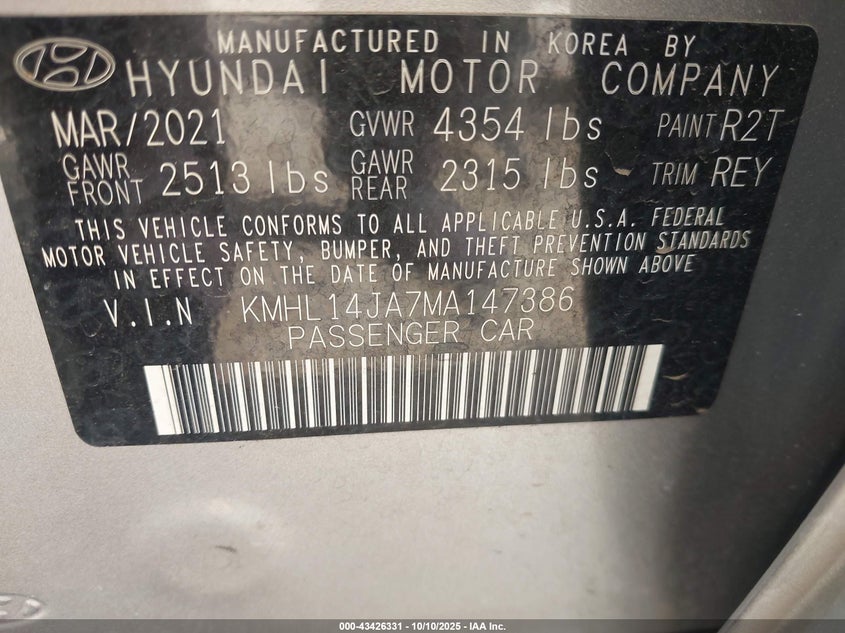 MANUFACTURED IN KOREA BY
HYUNDAI MOTOR COMPANY
MAR/2021 GVWR 4354 lbs PAINT R2T
GAWR FRONT 2513 lbs GAWR REAR 2315 lbs TRIM REY
THIS VEHICLE CONFORMS TO ALL APPLICABLE U.S.A. FEDERAL
MOTOR VEHICLE SAFETY, BUMPER, AND THEFT PREVENTION STANDARDS
IN EFFECT ON THE DATE OF MANUFACTURE SHOWN ABOVE
V.I.N KMHL14JA7MA147386
PASSENGER CAR
000-43426331 - 10/10/2025 - IAA Inc.